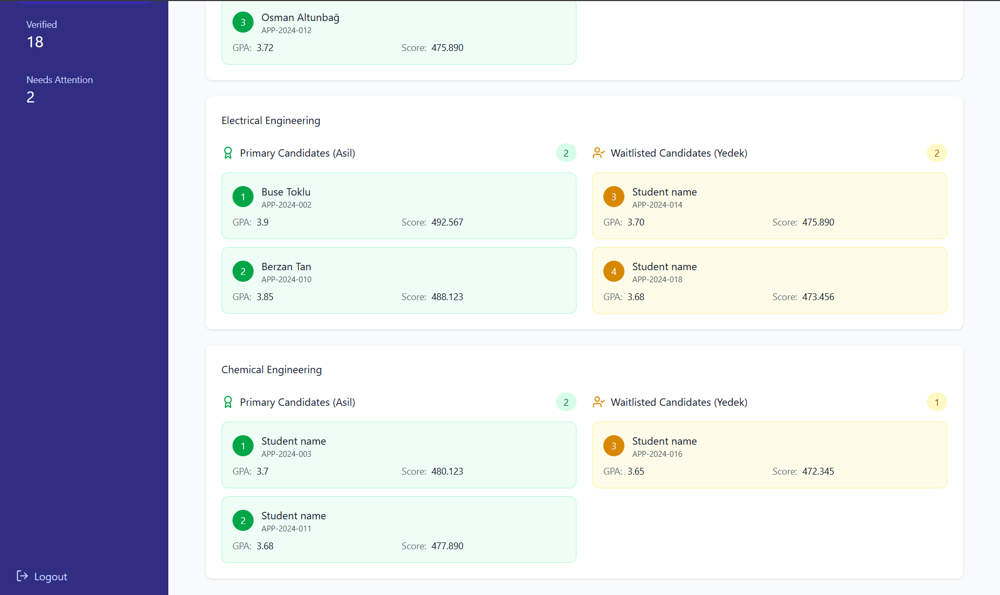 Verified
18
Needs Attention
2
Logout
3
Osman Altunbağ
APP-2024-012
GPA: 3.72 Score: 475.890
Electrical Engineering
Primary Candidates (Asil) 2
1
Buse Toklu
APP-2024-002
GPA: 3.9 Score: 492.567
2
Berzan Tan
APP-2024-010
GPA: 3.85 Score: 488.123
Waitlisted Candidates (Yedek) 2
3
Student name
APP-2024-014
GPA: 3.70 Score: 475.890
4
Student name
APP-2024-018
GPA: 3.68 Score: 473.456
Chemical Engineering
Primary Candidates (Asil) 2
1
Student name
APP-2024-003
GPA: 3.7 Score: 480.123
2
Student name
APP-2024-011
GPA: 3.68 Score: 477.890
Waitlisted Candidates (Yedek) 1
3
Student name
APP-2024-016
GPA: 3.65 Score: 472.345